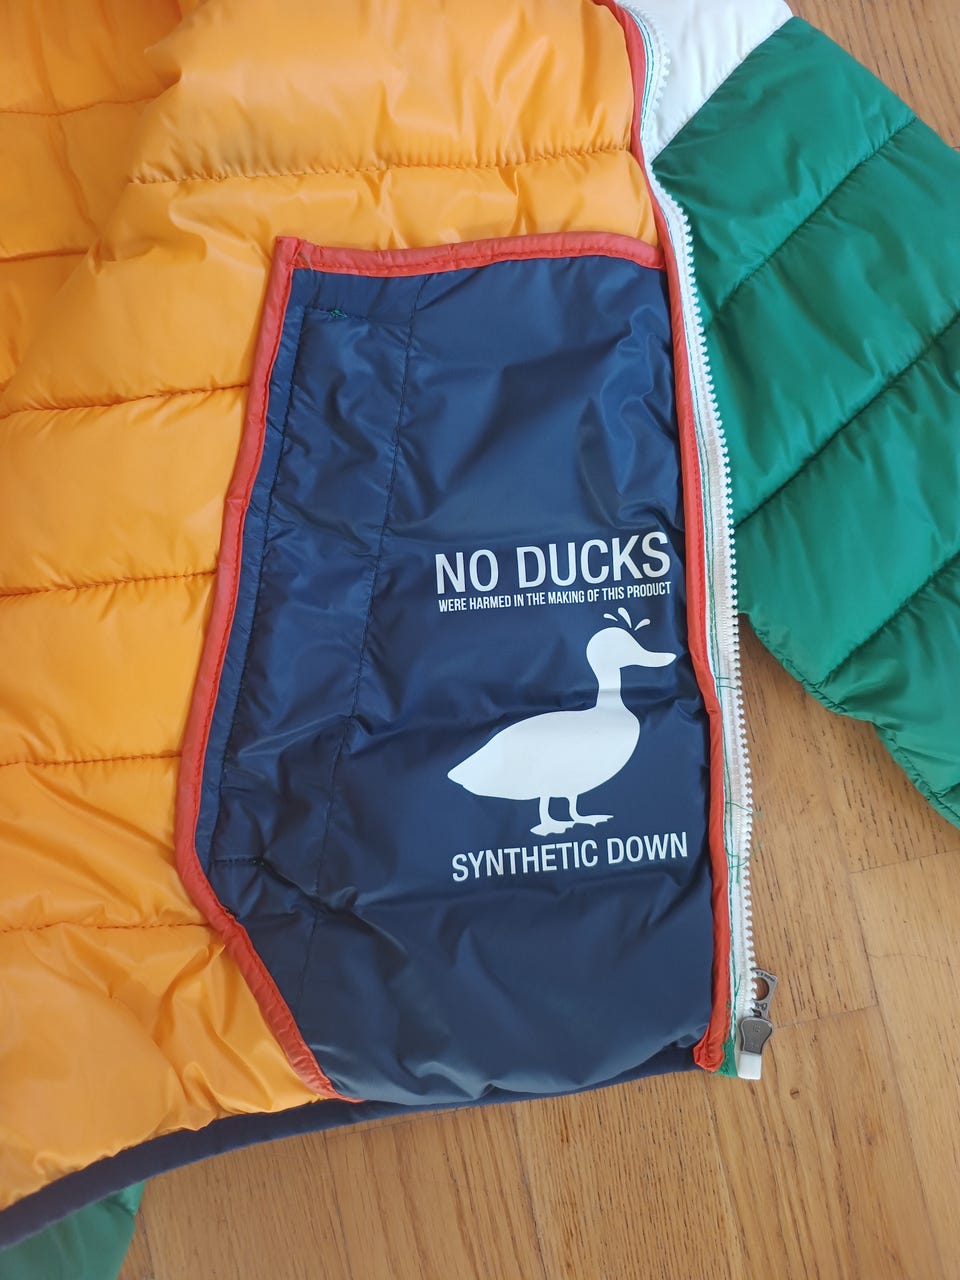 NO DUCKS
WERE HARMED IN THE MAKING OF THIS PRODUCT
SYNTHETIC DOWN